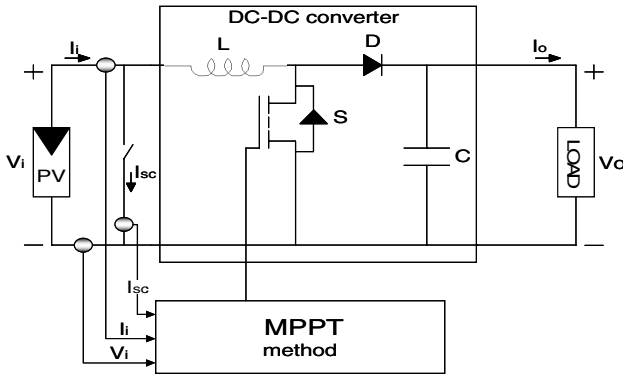 DC-DC converter
Ii
L
D
Io
+
+
S
Vi
PV
Isc
C
LOAD
Vo
Isc
Ii
Vi
MPPT
method